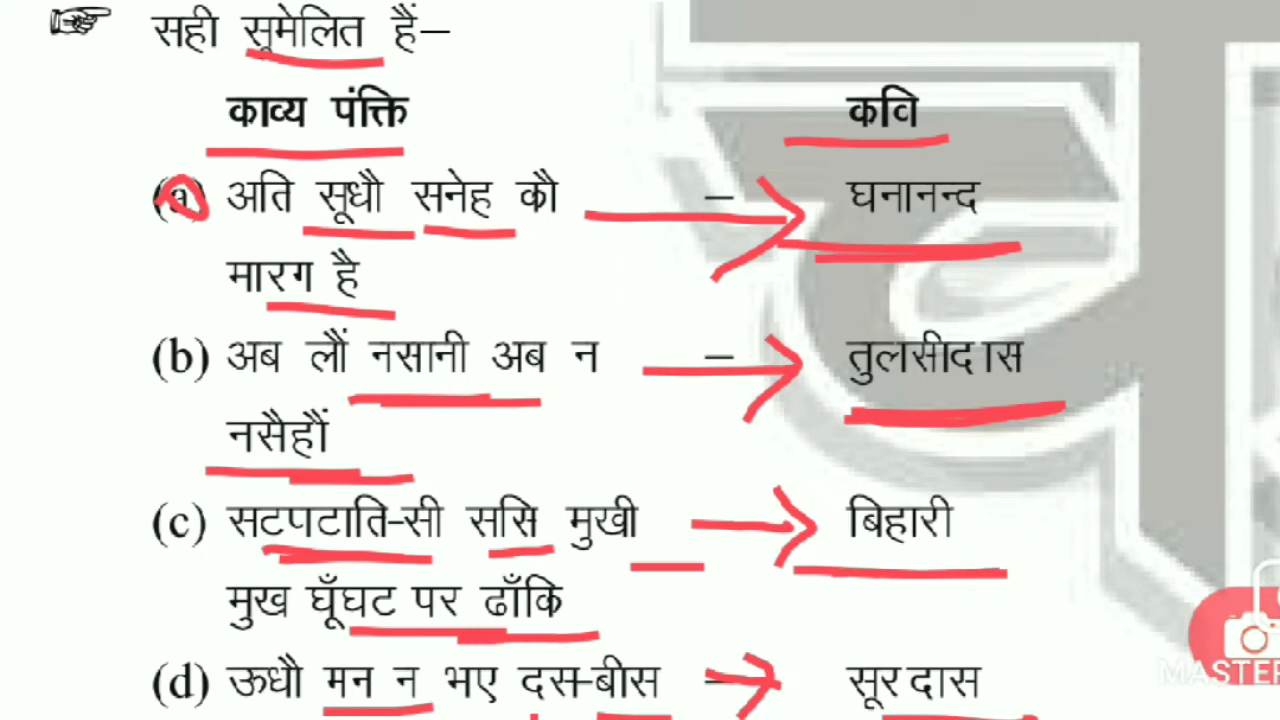 सही सुमेलित हैं–
काव्य पंक्ति कवि
(a) अति सूधौ सनेह कौ – घनानन्द
मारग है
(b) अब लौं नसानी अब न – तुलसीदास
नसैहौं
(c) सटपटाति-सी ससि मुखी बिहारी
मुख घूँघट पर ढाँकि
(d) ऊधौ मन न भए दस-बीस – सूरदास